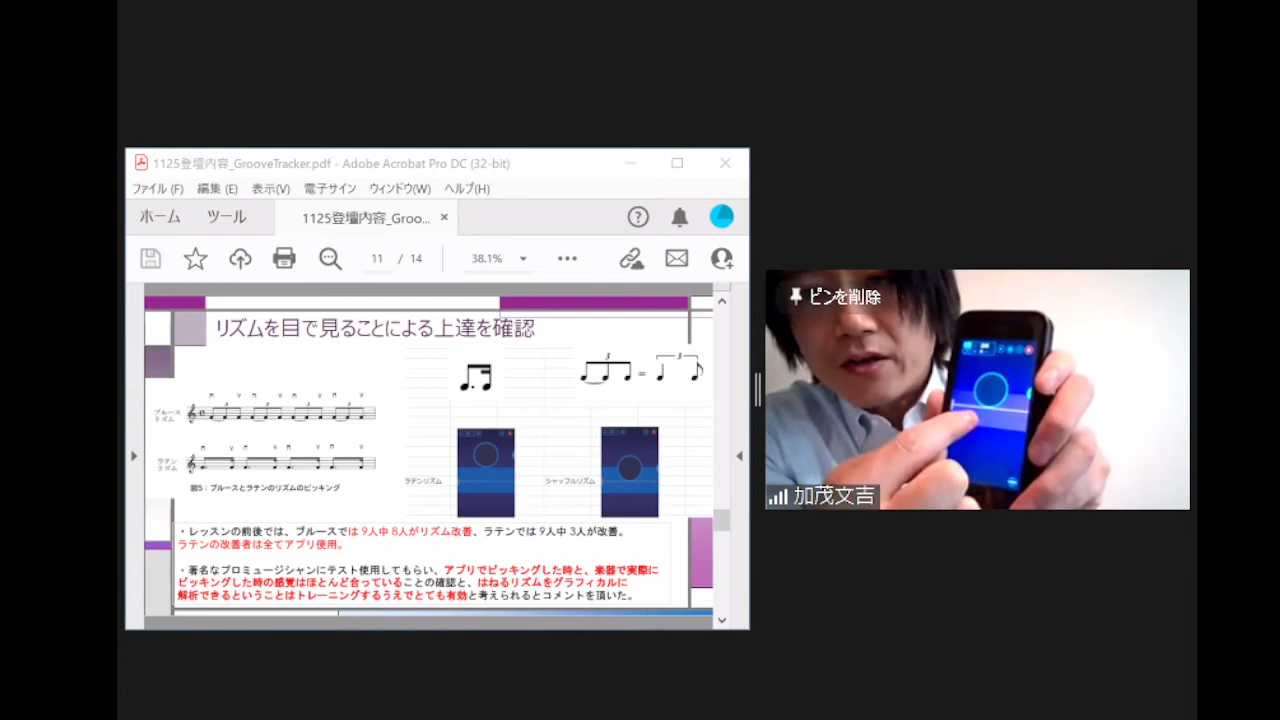 1125登壇内容_GrooveTracker.pdf - Adobe Acrobat Pro DC (32-bit)
ファイル(F) 編集(E) 表示(V) 電子サイン ウィンドウ(W) ヘルプ(H)
ホーム ツール 1125登壇内容_Groo... ×
11 / 14 38.1%
リズムを目で見ることによる上達を確認
3 = 3
ブルース
リズム
ラテン
リズム
図5：ブルースとラテンのリズムのピッキング
ラテンリズム
シャッフルリズム
・レッスンの前後では、ブルースでは9人中8人がリズム改善、ラテンでは9人中3人が改善。
ラテンの改善者は全てアプリ使用。
・著名なプロミュージシャンにテスト使用してもらい、アプリでピッキングした時と、楽器で実際に
ピッキングした時の感覚はほとんど合っていることの確認と、はねるリズムをグラフィカルに
解析できるということはトレーニングするうえでとても有効と考えられるとコメントを頂いた。
ピンを削除
加茂文吉